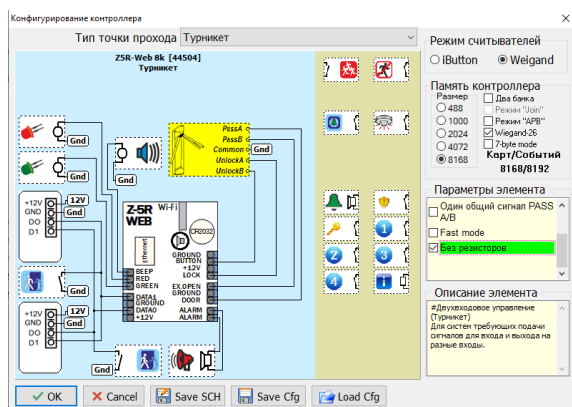 Конфигурирование контроллера
Тип точки прохода
Турникет
Z5R-Web 8k [44504]
Турникет
Gnd
Gnd
PassA
PassB
Common
Gnd
UnlockA
UnlockB
+12V
GND
DO
D1
12V
Gnd
Z-5R
WEB
Wi-Fi
CR2032
ethernet
BEEP
RED
GREEN
DATA1
GROUND
DATA0
+12V
GROUND
BUTTON
+12V
LOCK
EX.OPEN
GROUND
DOOR
ALARM
ALARM
Gnd
+12V
GND
DO
D1
12V
Gnd
Gnd
1
2
3
4
Режим считывателей
iButton
Weigand
Память контроллера
Размер
488
1000
2024
4072
8168
Два банка
Режим "Join"
Режим "APB"
Wiegand-26
7-byte mode
Карт/Событий
8168/8192
Параметры элемента
Один общий сигнал PASS
A/B
Fast mode
Без резисторов
Описание элемента
#Двухвходовое управление
(Турникет)
Для систем требующих подачи
сигналов для входа и выхода на
разные входы.
OK
Cancel
Save SCH
Save Cfg
Load Cfg